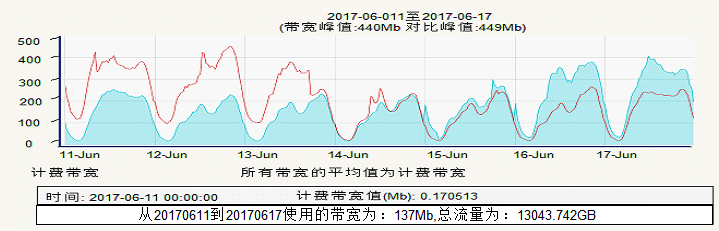 2017-06-011至2017-06-17
(带宽峰值:440Mb 对比峰值:449Mb)
500
400
300
200
100
0
11-Jun 12-Jun 13-Jun 14-Jun 15-Jun 16-Jun 17-Jun
计费带宽 所有带宽的平均值为计费带宽
时间: 2017-06-11 00:00:00 计费带宽值(Mb): 0.170513
从20170611到20170617使用的带宽为：137Mb,总流量为：13043.742GB